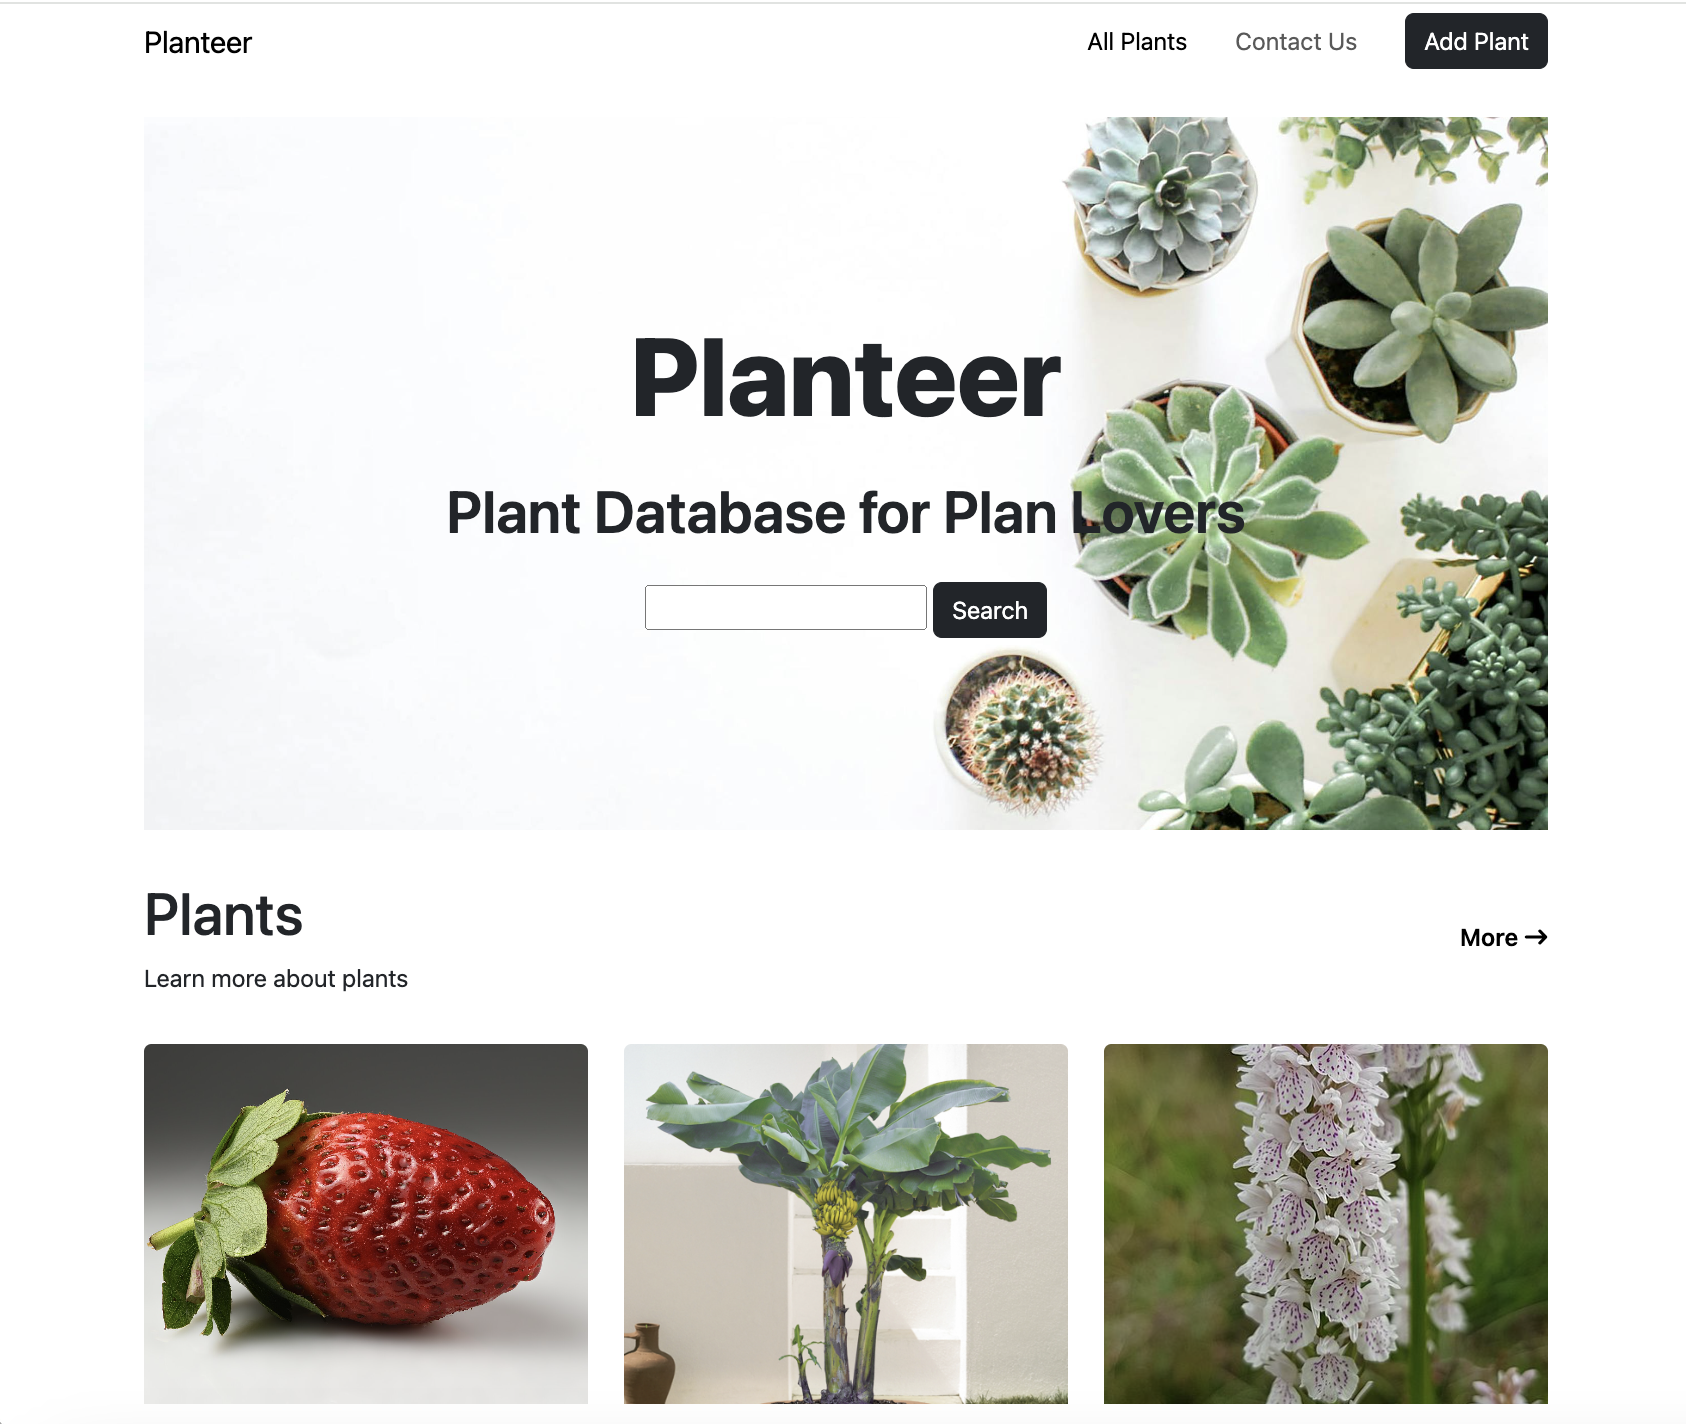 Planteer
All Plants
Contact Us
Add Plant
Planteer
Plant Database for Plan Lovers
Search
Plants
More →
Learn more about plants